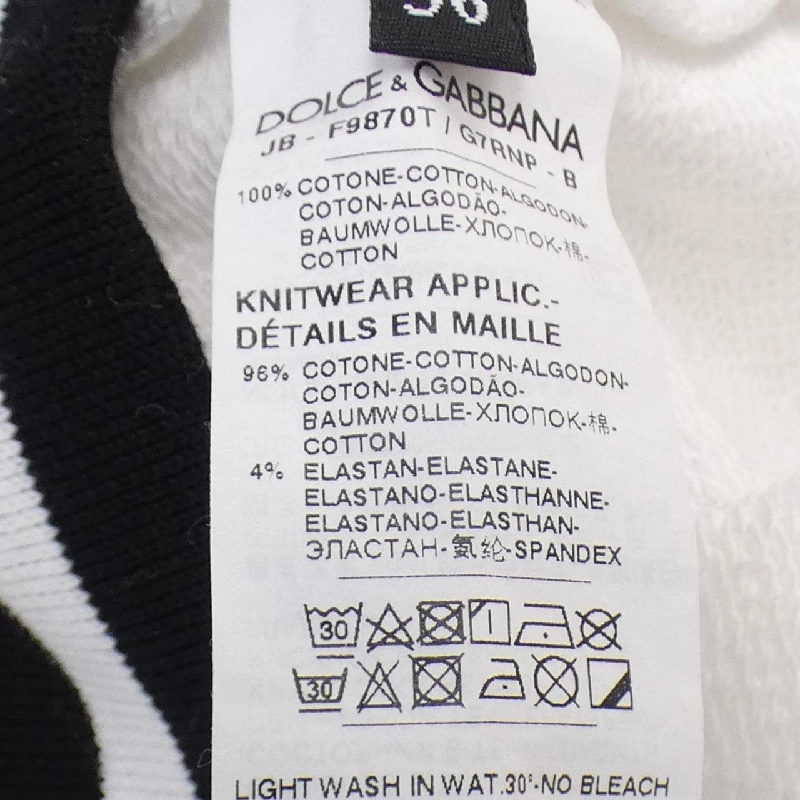 DOLCE & GABBANA
JB - F9870T / G7RNP - B
100% COTONE-COTTON-ALGODON-
COTON-ALGODÃO-
BAUMWOLLE-ХЛОПОК-棉-
COTTON
KNITWEAR APPLIC.-
DÉTAILS EN MAILLE
96% COTONE-COTTON-ALGODON-
COTON-ALGODÃO-
BAUMWOLLE-ХЛОПОК-棉-
COTTON
4% ELASTAN-ELASTANE-
ELASTANO-ELASTHANNE-
ELASTANO-ELASTHAN-
ЭЛАСТАН-氨纶-SPANDEX
30
30
LIGHT WASH IN WAT.30°-NO BLEACH